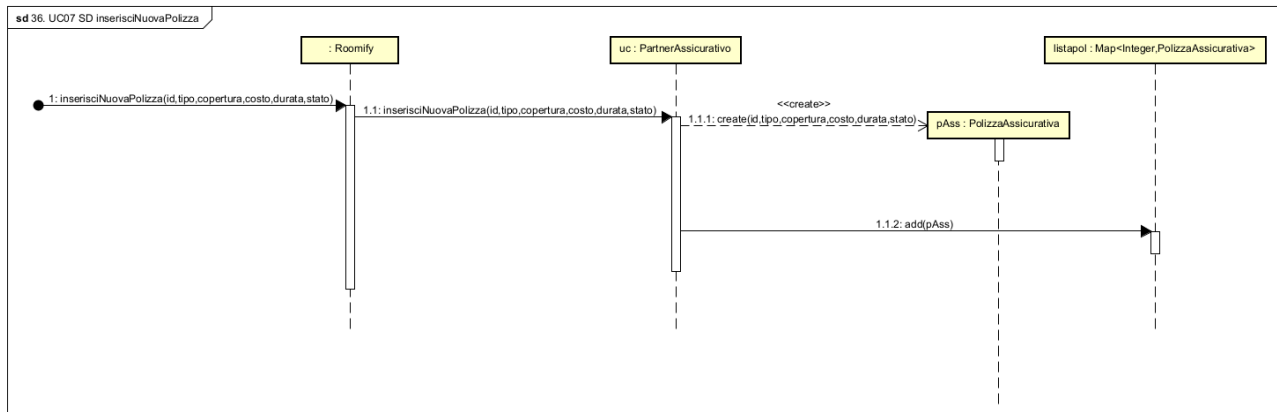 sd 36. UC07 SD inserisciNuovaPolizza
: Roomify
uc : PartnerAssicurativo
listapol : Map<Integer,PolizzaAssicurativa>
1: inserisciNuovaPolizza(id,tipo,copertura,costo,durata,stato)
1.1: inserisciNuovaPolizza(id,tipo,copertura,costo,durata,stato)
<<create>>
1.1.1: create(id,tipo,copertura,costo,durata,stato)
pAss : PolizzaAssicurativa
1.1.2: add(pAss)